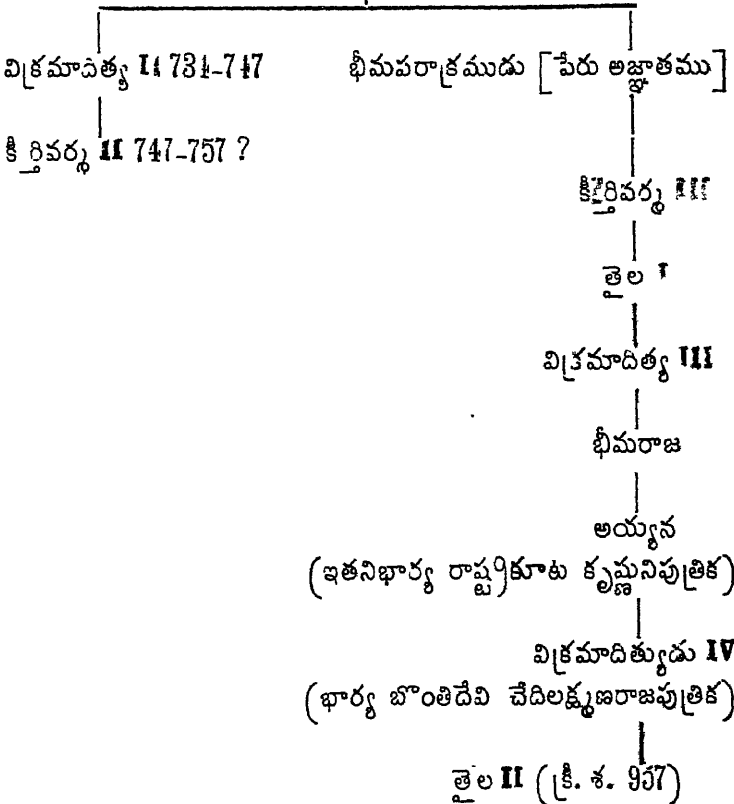 విక్రమాదిత్య II 734-747 భీమపరాక్రముడు [పేరు అజ్ఞాతము]
కీర్తివర్మ II 747-757 ?
కీర్తివర్మ III
తైల I
విక్రమాదిత్య III
భీమరాజ
అయ్యన
(ఇతనిభార్య రాష్ట్రకూట కృష్ణునిపుత్రిక)
విక్రమాదిత్యుడు IV
(భార్య బొంతిదేవి చేదిలక్ష్మణరాజపుత్రిక)
తైల II (క్రీ. శ. 957)